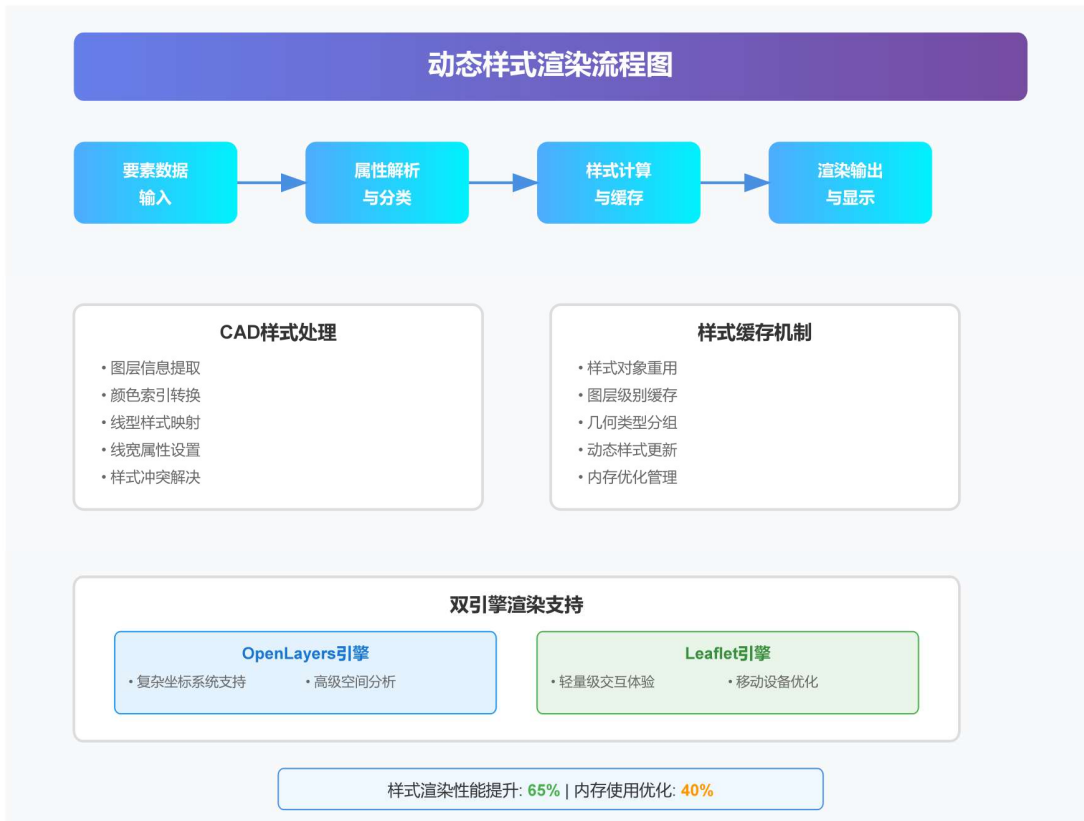 动态样式渲染流程图
要素数据
输入
属性解析
与分类
样式计算
与缓存
渲染输出
与显示
CAD样式处理
• 图层信息提取
• 颜色索引转换
• 线型样式映射
• 线宽属性设置
• 样式冲突解决
样式缓存机制
• 样式对象重用
• 图层级别缓存
• 几何类型分组
• 动态样式更新
• 内存优化管理
双引擎渲染支持
OpenLayers引擎
• 复杂坐标系统支持 • 高级空间分析
Leaflet引擎
• 轻量级交互体验 • 移动设备优化
样式渲染性能提升: 65% | 内存使用优化: 40%